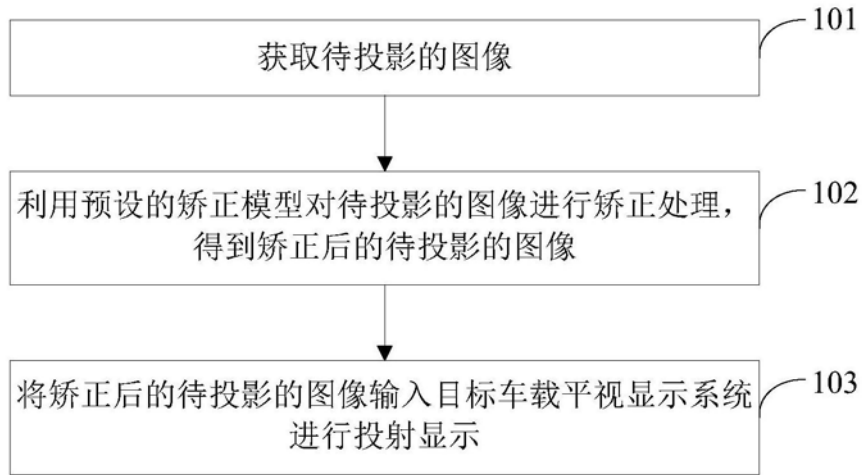 101
获取待投影的图像
102
利用预设的矫正模型对待投影的图像进行矫正处理，
得到矫正后的待投影的图像
103
将矫正后的待投影的图像输入目标车载平视显示系统
进行投射显示